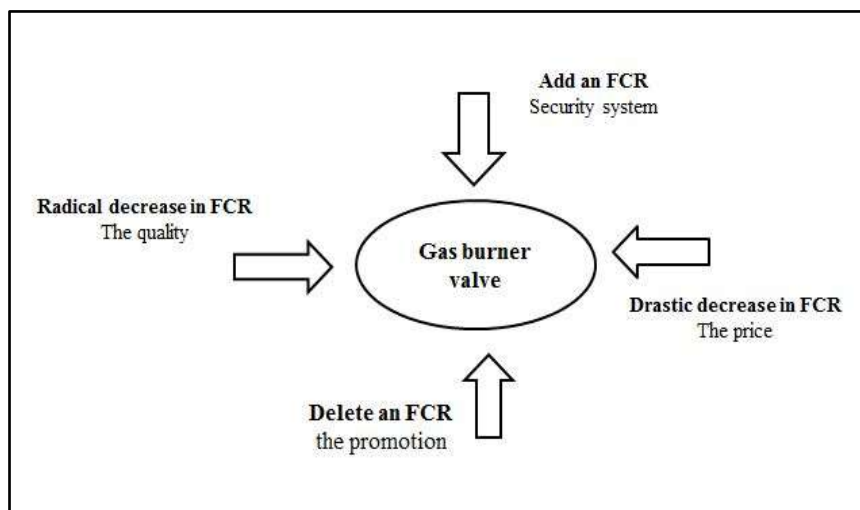 Add an FCR
Security system
Radical decrease in FCR
The quality
Gas burner
valve
Drastic decrease in FCR
The price
Delete an FCR
the promotion